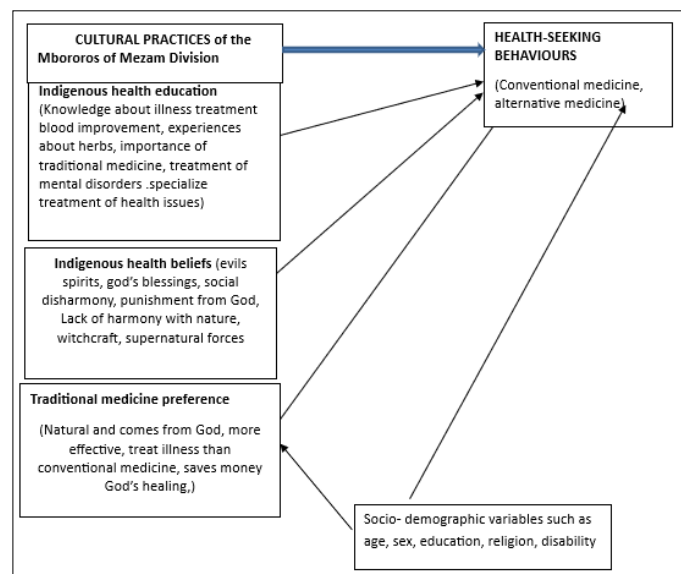 CULTURAL PRACTICES of the
Mbororos of Mezam Division
HEALTH-SEEKING
BEHAVIOURS
(Conventional medicine,
alternative medicine)
Indigenous health education
(Knowledge about illness treatment
blood improvement, experiences
about herbs, importance of
traditional medicine, treatment of
mental disorders .specialize
treatment of health issues)
Indigenous health beliefs (evils
spirits, god's blessings, social
disharmony, punishment from God,
Lack of harmony with nature,
witchcraft, supernatural forces
Traditional medicine preference
(Natural and comes from God, more
effective, treat illness than
conventional medicine, saves money
God's healing,)
Socio- demographic variables such as
age, sex, education, religion, disability